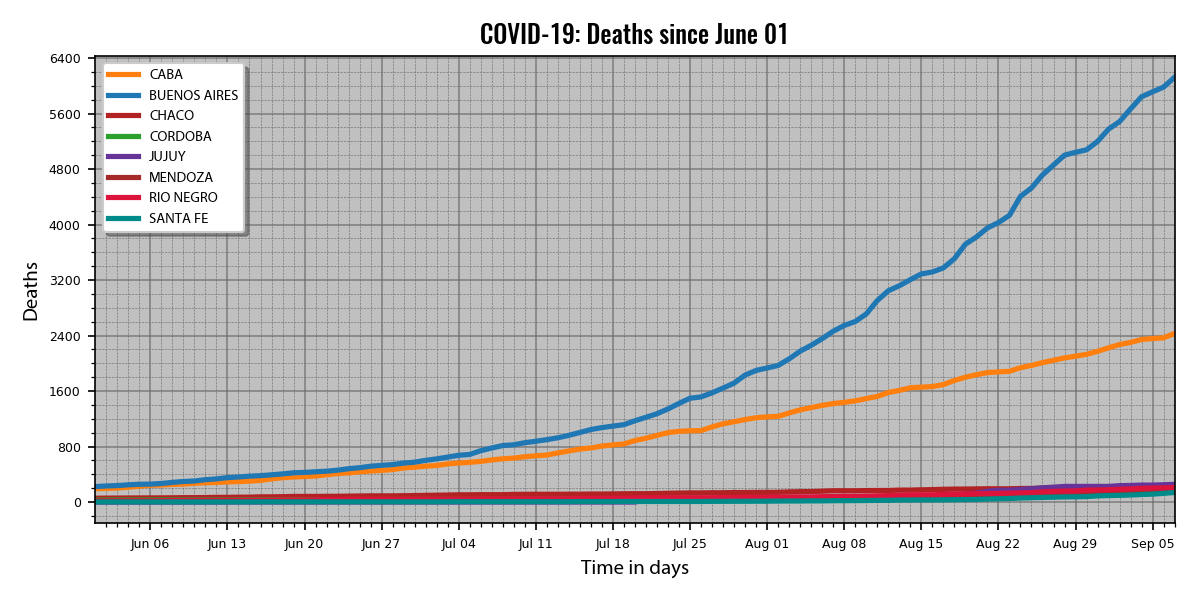 COVID-19: Deaths since June 01
6400
5600
4800
4000
3200
2400
1600
800
0
Deaths
CABA
BUENOS AIRES
CHACO
CORDOBA
JUJUY
MENDOZA
RIO NEGRO
SANTA FE
Jun 06 Jun 13 Jun 20 Jun 27 Jul 04 Jul 11 Jul 18 Jul 25 Aug 01 Aug 08 Aug 15 Aug 22 Aug 29 Sep 05
Time in days